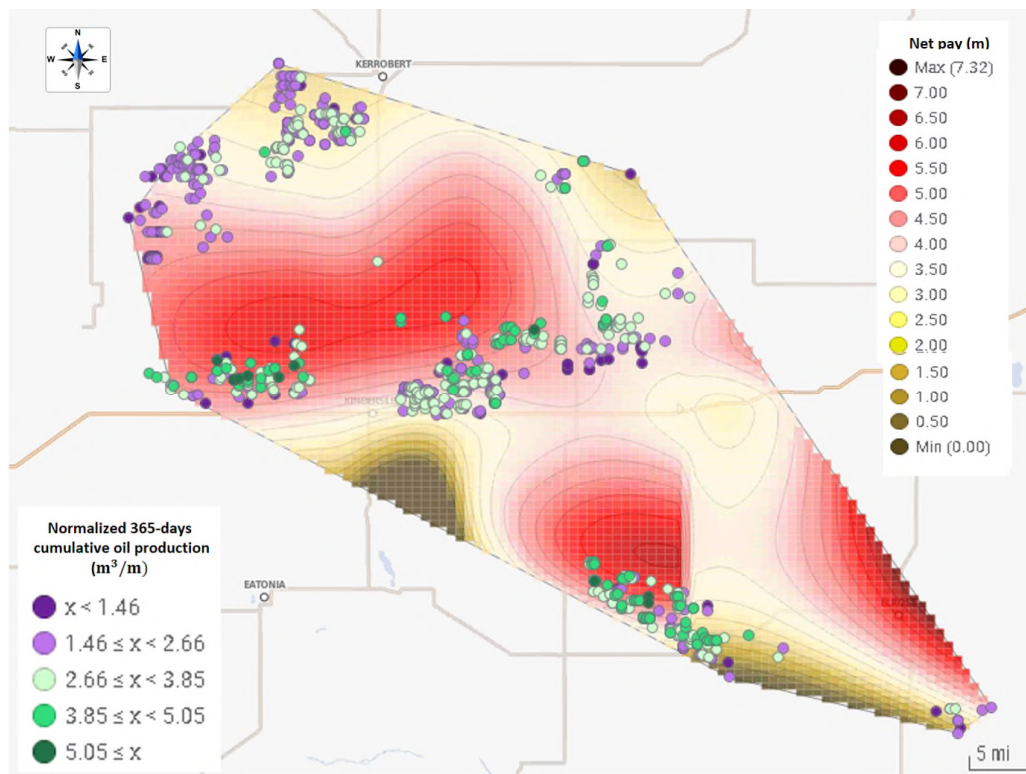 N
W
E
S
KERROBERT
Net pay (m)
Max (7.32)
7.00
6.50
6.00
5.50
5.00
4.50
4.00
3.50
3.00
2.50
2.00
1.50
1.00
0.50
Min (0.00)
Normalized 365-days
cumulative oil production
(m³/m)
x < 1.46
1.46 ≤ x < 2.66
2.66 ≤ x < 3.85
3.85 ≤ x < 5.05
5.05 ≤ x
EATONIA
5 mi